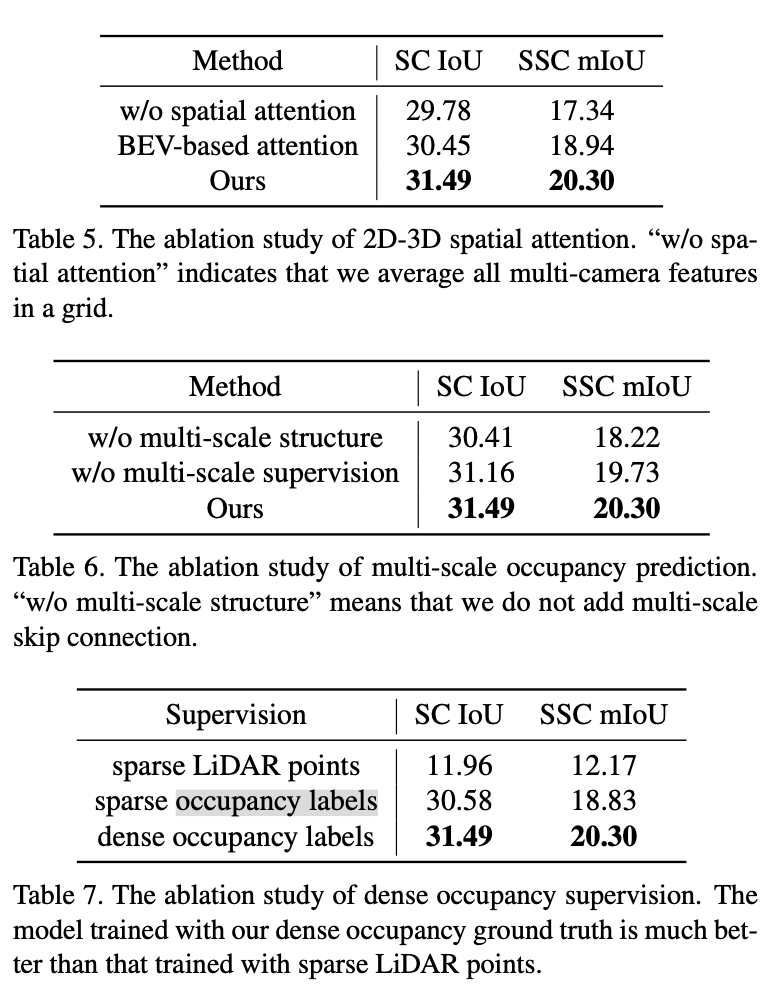 Method SC IoU SSC mIoU
w/o spatial attention 29.78 17.34
BEV-based attention 30.45 18.94
Ours 31.49 20.30
Table 5. The ablation study of 2D-3D spatial attention. “w/o spa-
tial attention” indicates that we average all multi-camera features
in a grid.
Method SC IoU SSC mIoU
w/o multi-scale structure 30.41 18.22
w/o multi-scale supervision 31.16 19.73
Ours 31.49 20.30
Table 6. The ablation study of multi-scale occupancy prediction.
“w/o multi-scale structure” means that we do not add multi-scale
skip connection.
Supervision SC IoU SSC mIoU
sparse LiDAR points 11.96 12.17
sparse occupancy labels 30.58 18.83
dense occupancy labels 31.49 20.30
Table 7. The ablation study of dense occupancy supervision. The
model trained with our dense occupancy ground truth is much bet-
ter than that trained with sparse LiDAR points.